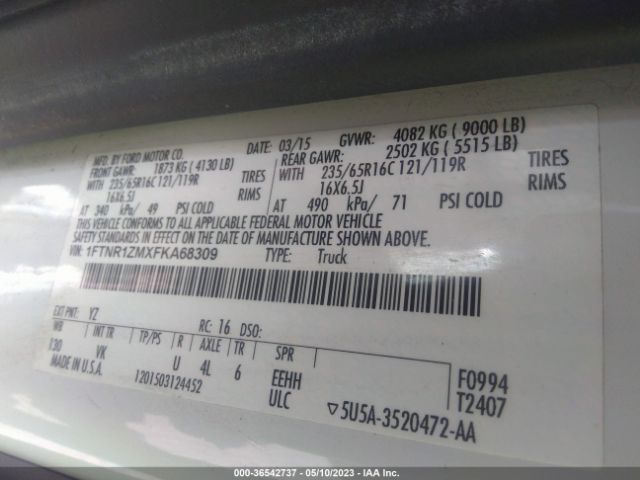 MFD. BY FORD MOTOR CO.
DATE: 03/15 GVWR: 4082 KG ( 9000 LB)
FRONT GAWR: 1873 KG ( 4130 LB) REAR GAWR: 2502 KG ( 5515 LB)
WITH 235/65R16C 121/119R TIRES WITH 235/65R16C 121/119R TIRES
16X6.5J RIMS 16X6.5J RIMS
AT 340 kPa/ 49 PSI COLD AT 490 kPa/ 71 PSI COLD
THIS VEHICLE CONFORMS TO ALL APPLICABLE FEDERAL MOTOR VEHICLE
SAFETY STANDARDS IN EFFECT ON THE DATE OF MANUFACTURE SHOWN ABOVE.
VIN: 1FTNR1ZMXFKA68309 TYPE: Truck
EXT PNT: YZ RC: 16 DSO:
WB INT TR TP/PS R AXLE TR SPR
130 VK U 4L 6 EEHH
MADE IN U.S.A. 1201503124452 ULC
F0994
T2407
▽5U5A-3520472-AA
000-36542737 - 05/10/2023 - IAA Inc.